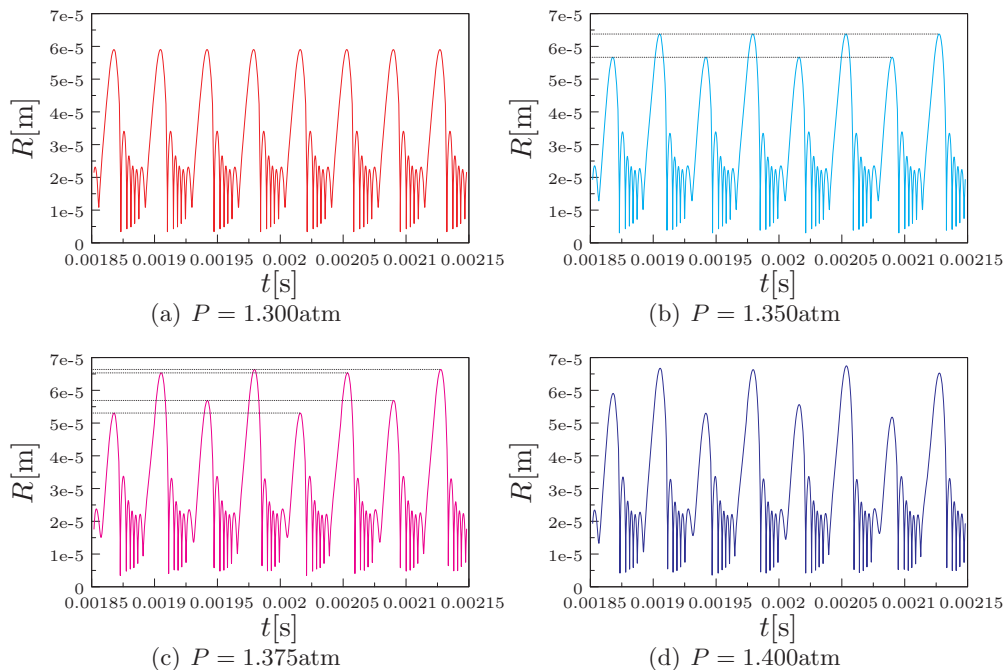 7e-5
6e-5
5e-5
4e-5
3e-5
2e-5
1e-5
0
R[m]
0.00185 0.0019 0.00195 0.002 0.00205 0.0021 0.00215
t[s]
(a) P = 1.300atm
7e-5
6e-5
5e-5
4e-5
3e-5
2e-5
1e-5
0
R[m]
0.00185 0.0019 0.00195 0.002 0.00205 0.0021 0.00215
t[s]
(b) P = 1.350atm
7e-5
6e-5
5e-5
4e-5
3e-5
2e-5
1e-5
0
R[m]
0.00185 0.0019 0.00195 0.002 0.00205 0.0021 0.00215
t[s]
(c) P = 1.375atm
7e-5
6e-5
5e-5
4e-5
3e-5
2e-5
1e-5
0
R[m]
0.00185 0.0019 0.00195 0.002 0.00205 0.0021 0.00215
t[s]
(d) P = 1.400atm